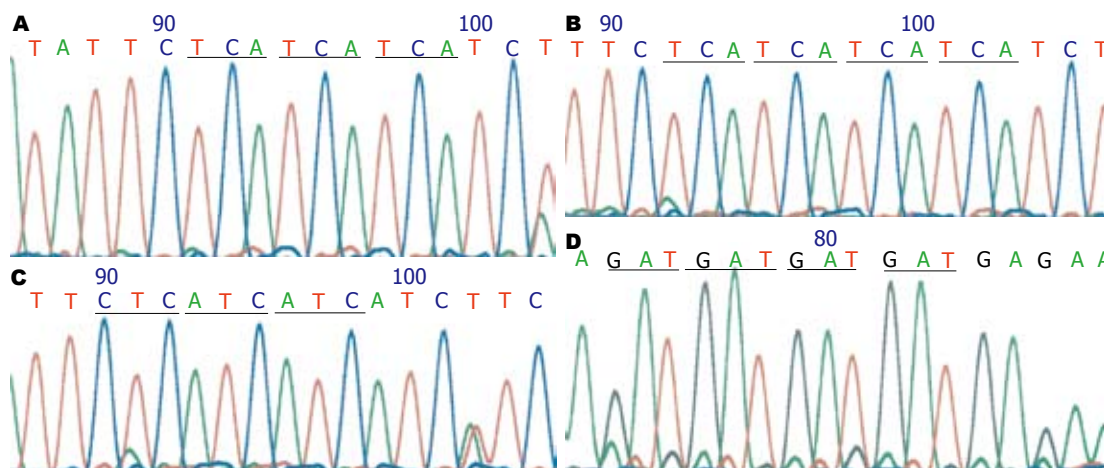 A
90 100
T A T T C T C A T C A T C A T C T
B
90 100
T T C T C A T C A T C A T C A T C T
C
90 100
T T C T C A T C A T C A T C T T C
D
80
A G A T G A T G A T G A T G A G A A